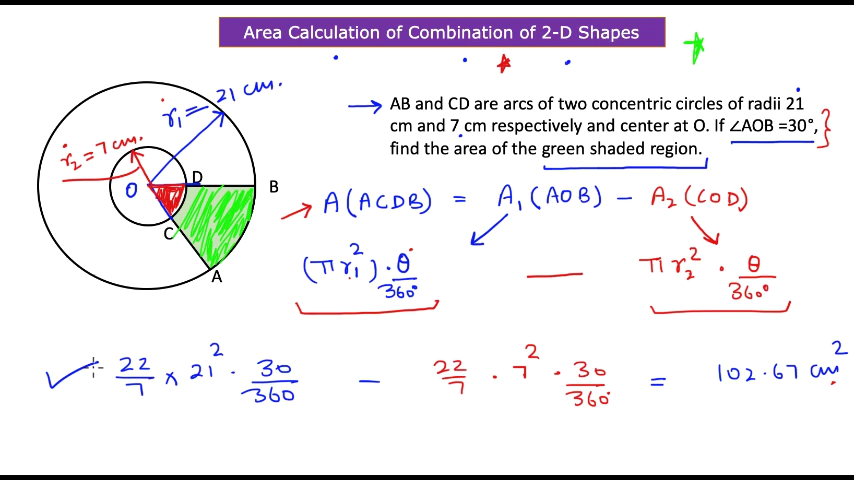 Area Calculation of Combination of 2-D Shapes
r₁ = 21 cm.
r₂ = 7 cm.
O
D
B
C
A
AB and CD are arcs of two concentric circles of radii 21
cm and 7 cm respectively and center at O. If ∠AOB =30°,
find the area of the green shaded region.
A (ACDB) = A₁ (AOB) − A₂ (COD)
(πr₁²) · θ/360° — πr₂² · θ/360°
22/7 × 21² · 30/360 − 22/7 · 7² · 30/360° = 102.67 cm²